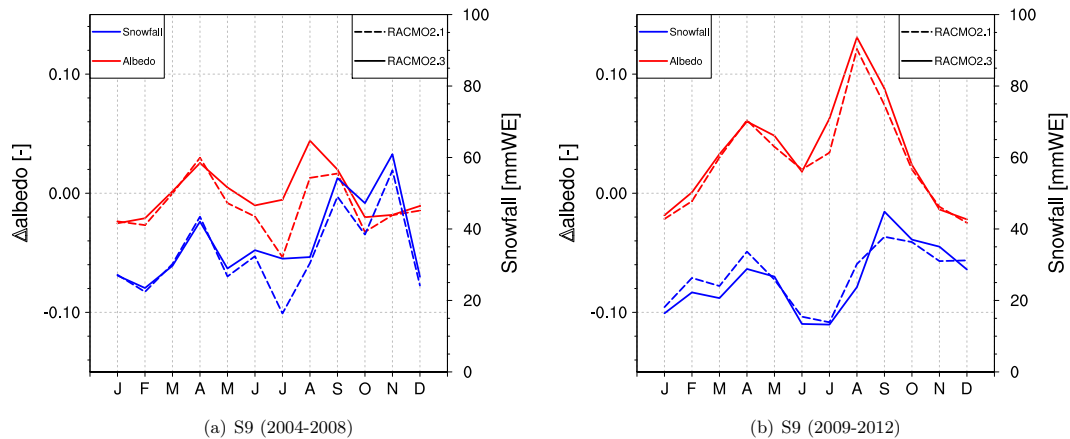 Snowfall
Albedo
RACMO2.1
RACMO2.3
0.10
0.00
-0.10
Δalbedo [-]
100
80
60
40
20
0
Snowfall [mmWE]
J F M A M J J A S O N D
(a) S9 (2004-2008)
Snowfall
Albedo
RACMO2.1
RACMO2.3
0.10
0.00
-0.10
Δalbedo [-]
100
80
60
40
20
0
Snowfall [mmWE]
J F M A M J J A S O N D
(b) S9 (2009-2012)